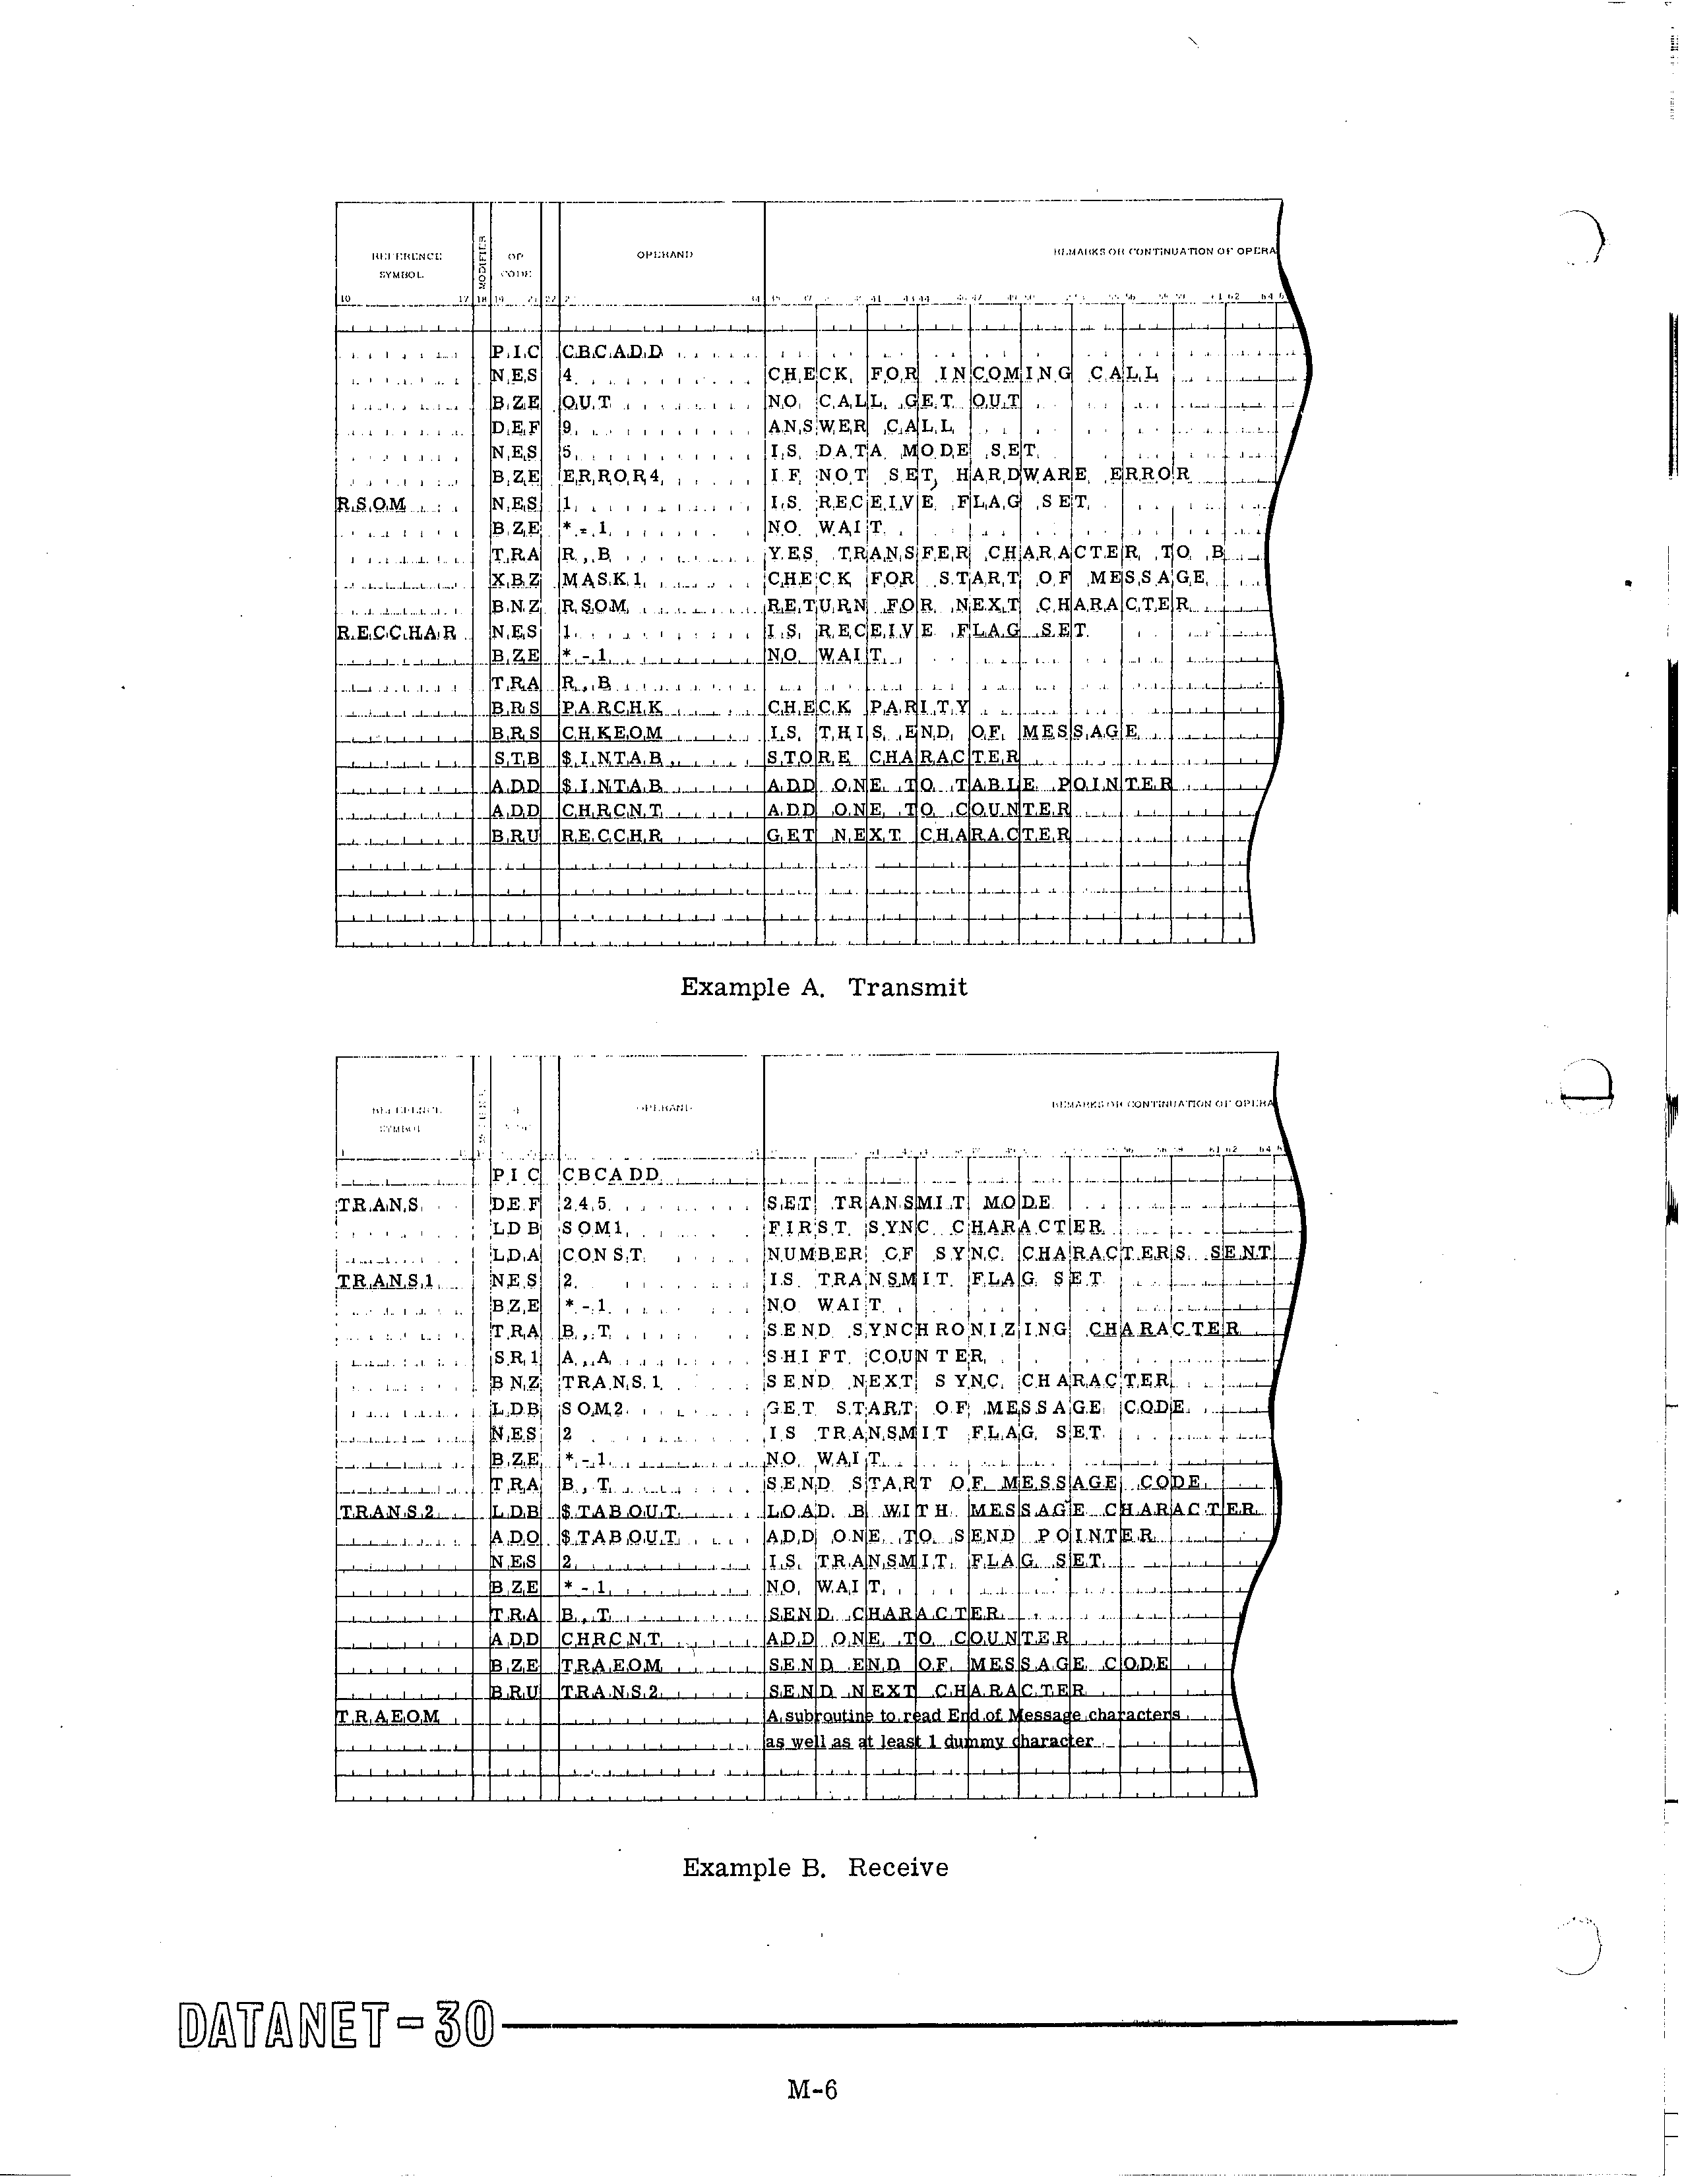 REFERENCE SYMBOL MODIFIER OP CODE OPERAND REMARKS OR CONTINUATION OF OPERA
PIC CBCADD
NES 4 CHECK FOR INCOMING CALL
BZE OUT NO CALL GET OUT
DEF 9 ANSWER CALL
NES 5 IS DATA MODE SET
BZE ERROR4 IF NOT SET, HARDWARE ERROR
RSOM NES 1 IS RECEIVE FLAG SET
BZE *-1 NO WAIT
TRA R,B YES TRANSFER CHARACTER TO B
XBZ MASK1 CHECK FOR START OF MESSAGE
BNZ RSOM RETURN FOR NEXT CHARACTER
RECCHAR NES 1 IS RECEIVE FLAG SET
BZE *-1 NO WAIT
TRA R,B
BRS PARCHK CHECK PARITY
BRS CHKEOM IS THIS END OF MESSAGE
STB $INTAB STORE CHARACTER
ADD $INTAB ADD ONE TO TABLE POINTER
ADD CHRCNT ADD ONE TO COUNTER
BRU RECCHR GET NEXT CHARACTER
Example A. Transmit
OPERAND REMARKS OR CONTINUATION OF OPERA
SYMBOL
PIC CBCADD
TRANS DEF 245 SET TRANSMIT MODE
LDB SOM1 FIRST SYNC CHARACTER
LDA CONST NUMBER OF SYNC CHARACTERS SENT
TRANS1 NES 2 IS TRANSMIT FLAG SET
BZE *-1 NO WAIT
TRA B,T SEND SYNCHRONIZING CHARACTER
SR1 A,A SHIFT COUNTER
BNZ TRANS1 SEND NEXT SYNC CHARACTER
LDB SOM2 GET START OF MESSAGE CODE
NES 2 IS TRANSMIT FLAG SET
BZE *-1 NO WAIT
TRA B,T SEND START OF MESSAGE CODE
TRANS2 LDB $TABOUT LOAD B WITH MESSAGE CHARACTER
ADO $TABOUT ADD ONE TO SEND POINTER
NES 2 IS TRANSMIT FLAG SET
BZE *-1 NO WAIT
TRA B,T SEND CHARACTER
ADD CHRCNT ADD ONE TO COUNTER
BZE TRAEOM SEND END OF MESSAGE CODE
BRU TRANS2 SEND NEXT CHARACTER
TRAEOM A subroutine to read End of Message characters
as well as at least 1 dummy character
Example B. Receive
DATANET-30
M-6